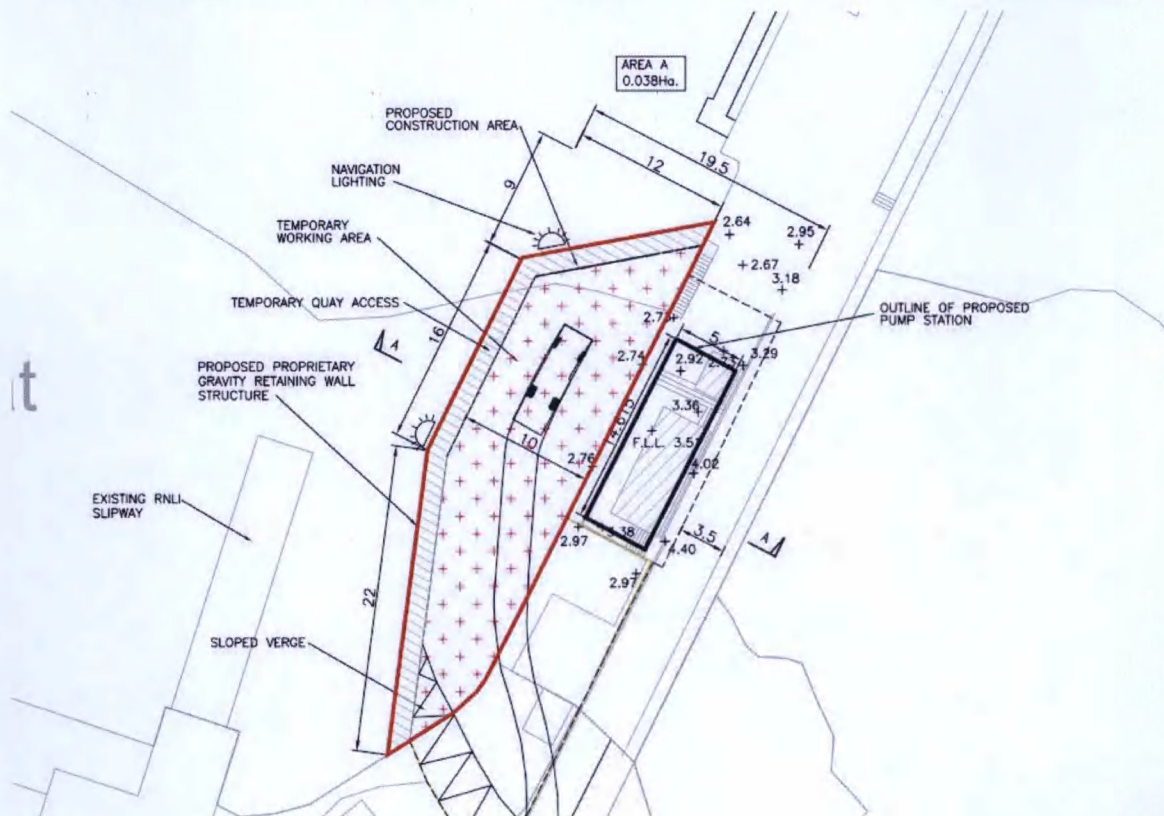 AREA A
0.038Ha.
PROPOSED
CONSTRUCTION AREA
19.5
12
9
NAVIGATION
LIGHTING
2.64
2.95
TEMPORARY
WORKING AREA
2.67
3.18
TEMPORARY QUAY ACCESS
OUTLINE OF PROPOSED
PUMP STATION
16
A
5
2.74
2.92
3.29
PROPOSED PROPRIETARY
GRAVITY RETAINING WALL
STRUCTURE
t
3.36
14.615
10
F.L.L. 3.51
2.76
4.02
EXISTING RNLI
SLIPWAY
2.97
3.5
A
4.40
2.97
22
SLOPED VERGE